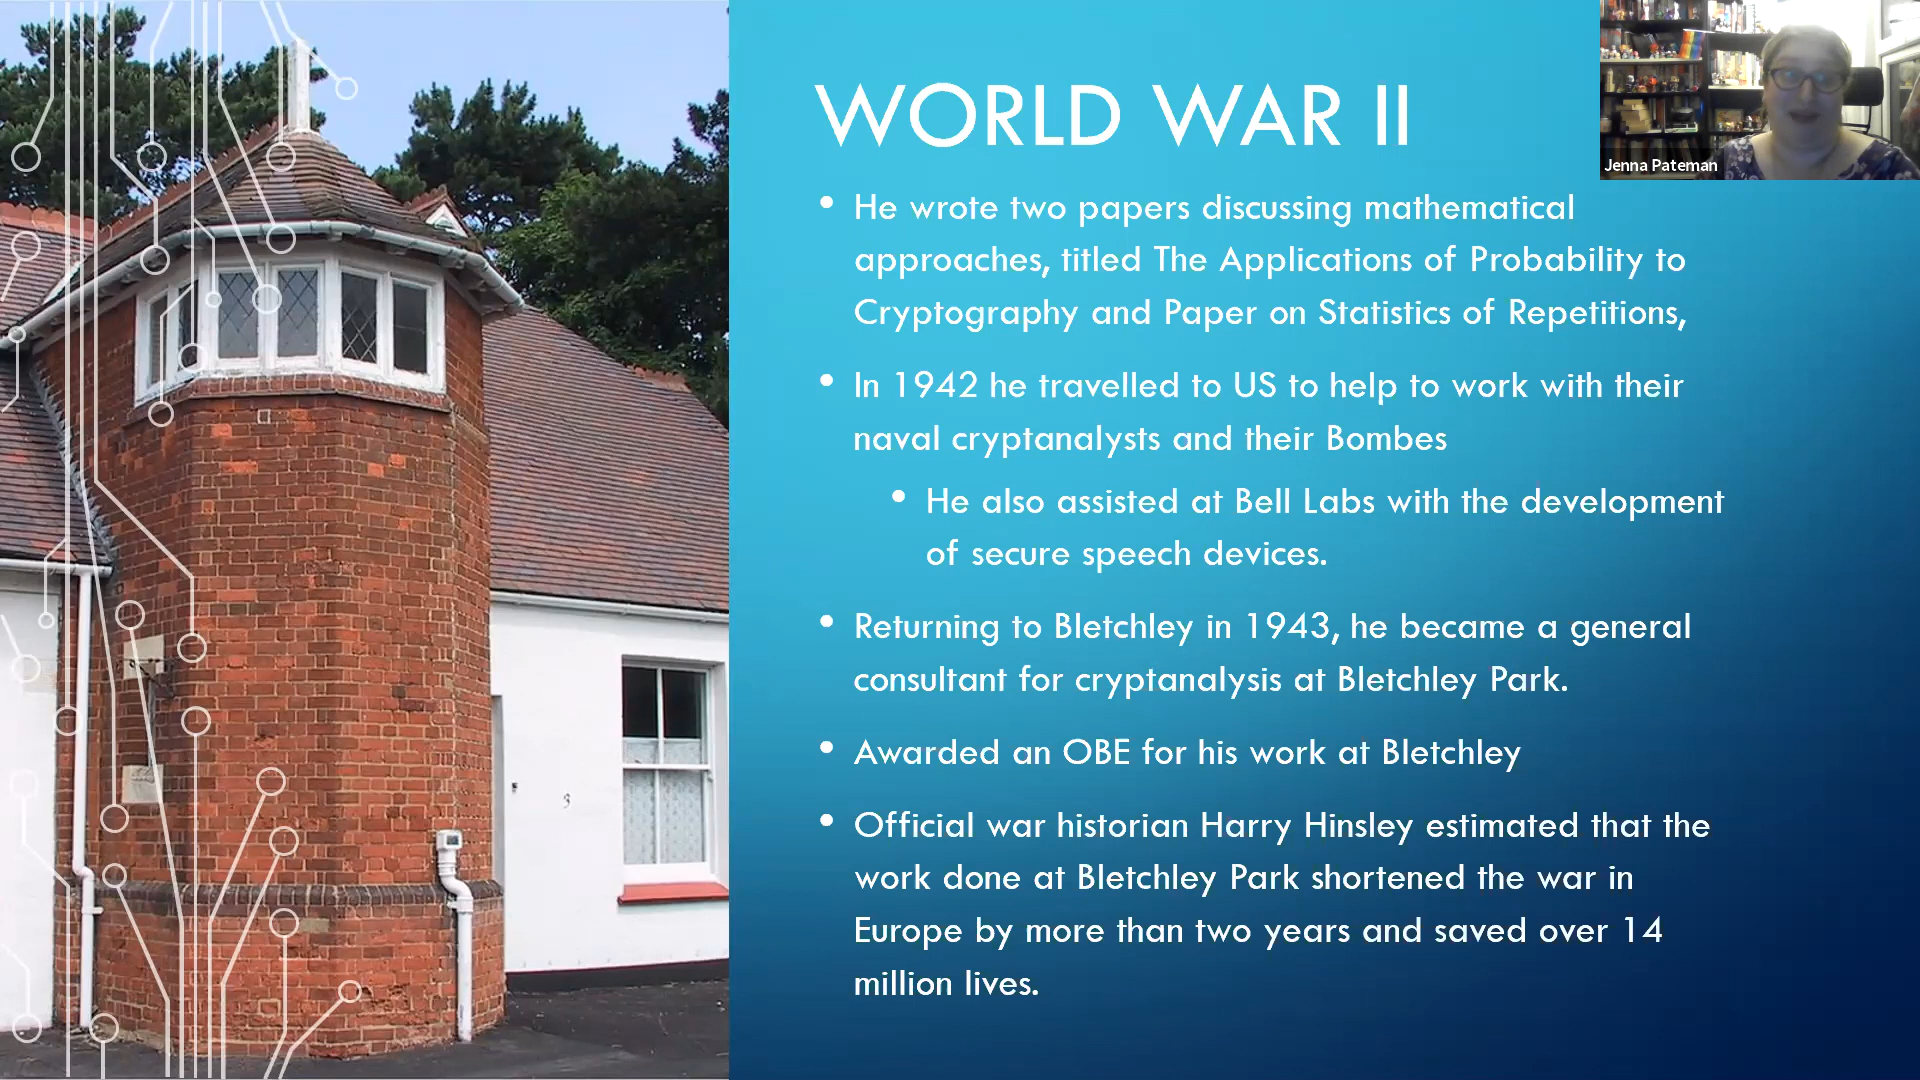 WORLD WAR II
Jenna Pateman
He wrote two papers discussing mathematical
approaches, titled The Applications of Probability to
Cryptography and Paper on Statistics of Repetitions,
In 1942 he travelled to US to help to work with their
naval cryptanalysts and their Bombes
He also assisted at Bell Labs with the development
of secure speech devices.
Returning to Bletchley in 1943, he became a general
consultant for cryptanalysis at Bletchley Park.
Awarded an OBE for his work at Bletchley
Official war historian Harry Hinsley estimated that the
work done at Bletchley Park shortened the war in
Europe by more than two years and saved over 14
million lives.
3